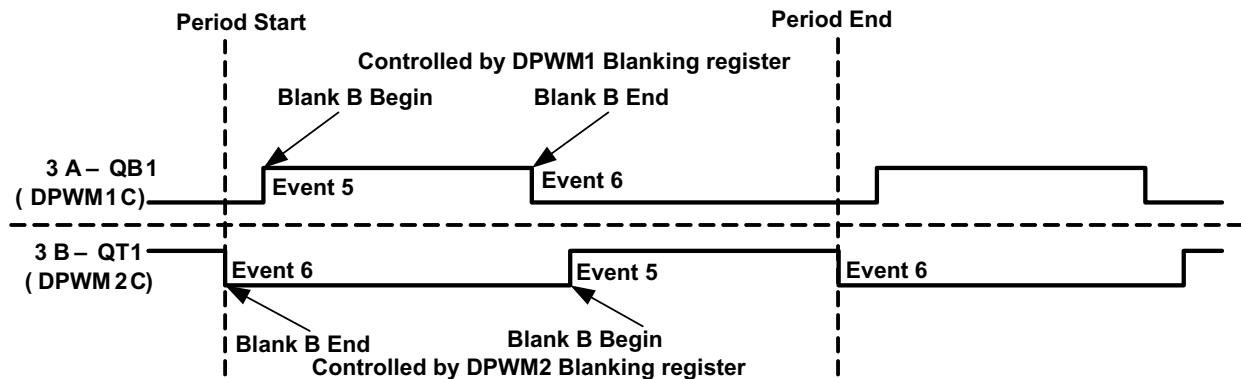 Period Start
Period End
Controlled by DPWM1 Blanking register
Blank B Begin
Blank B End
3 A – QB1
( DPWM1C)
Event 5
Event 6
3 B – QT1
( DPWM2C)
Event 6
Event 5
Event 6
Blank B End
Blank B Begin
Controlled by DPWM2 Blanking register